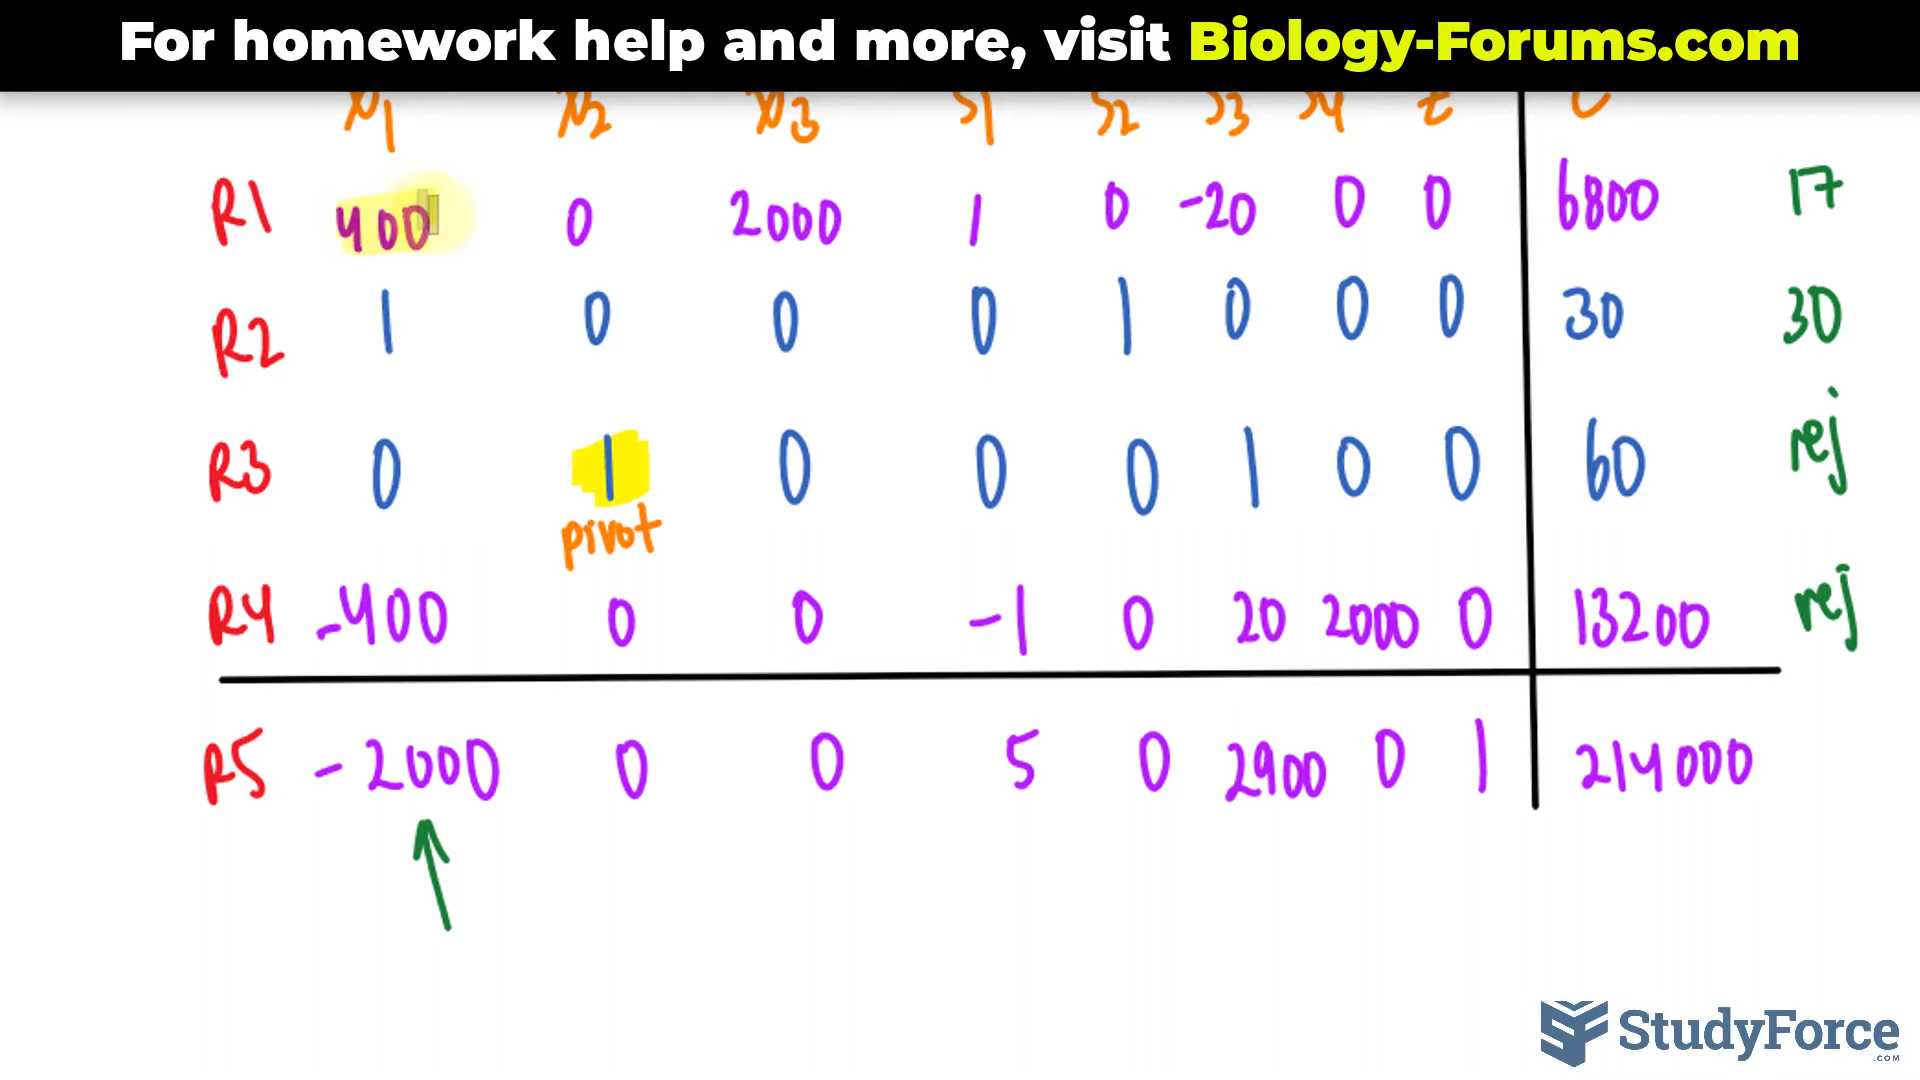 For homework help and more, visit Biology-Forums.com
x1 x2 x3 s1 s2 s3 s4 z C
R1 400 0 2000 1 0 -20 0 0 6800 17
R2 1 0 0 0 1 0 0 0 30 30
R3 0 1 0 0 0 1 0 0 60 rej
pivot
R4 -400 0 0 -1 0 20 2000 0 13200 rej
R5 -2000 0 0 5 0 2900 0 1 214000
StudyForce
.COM